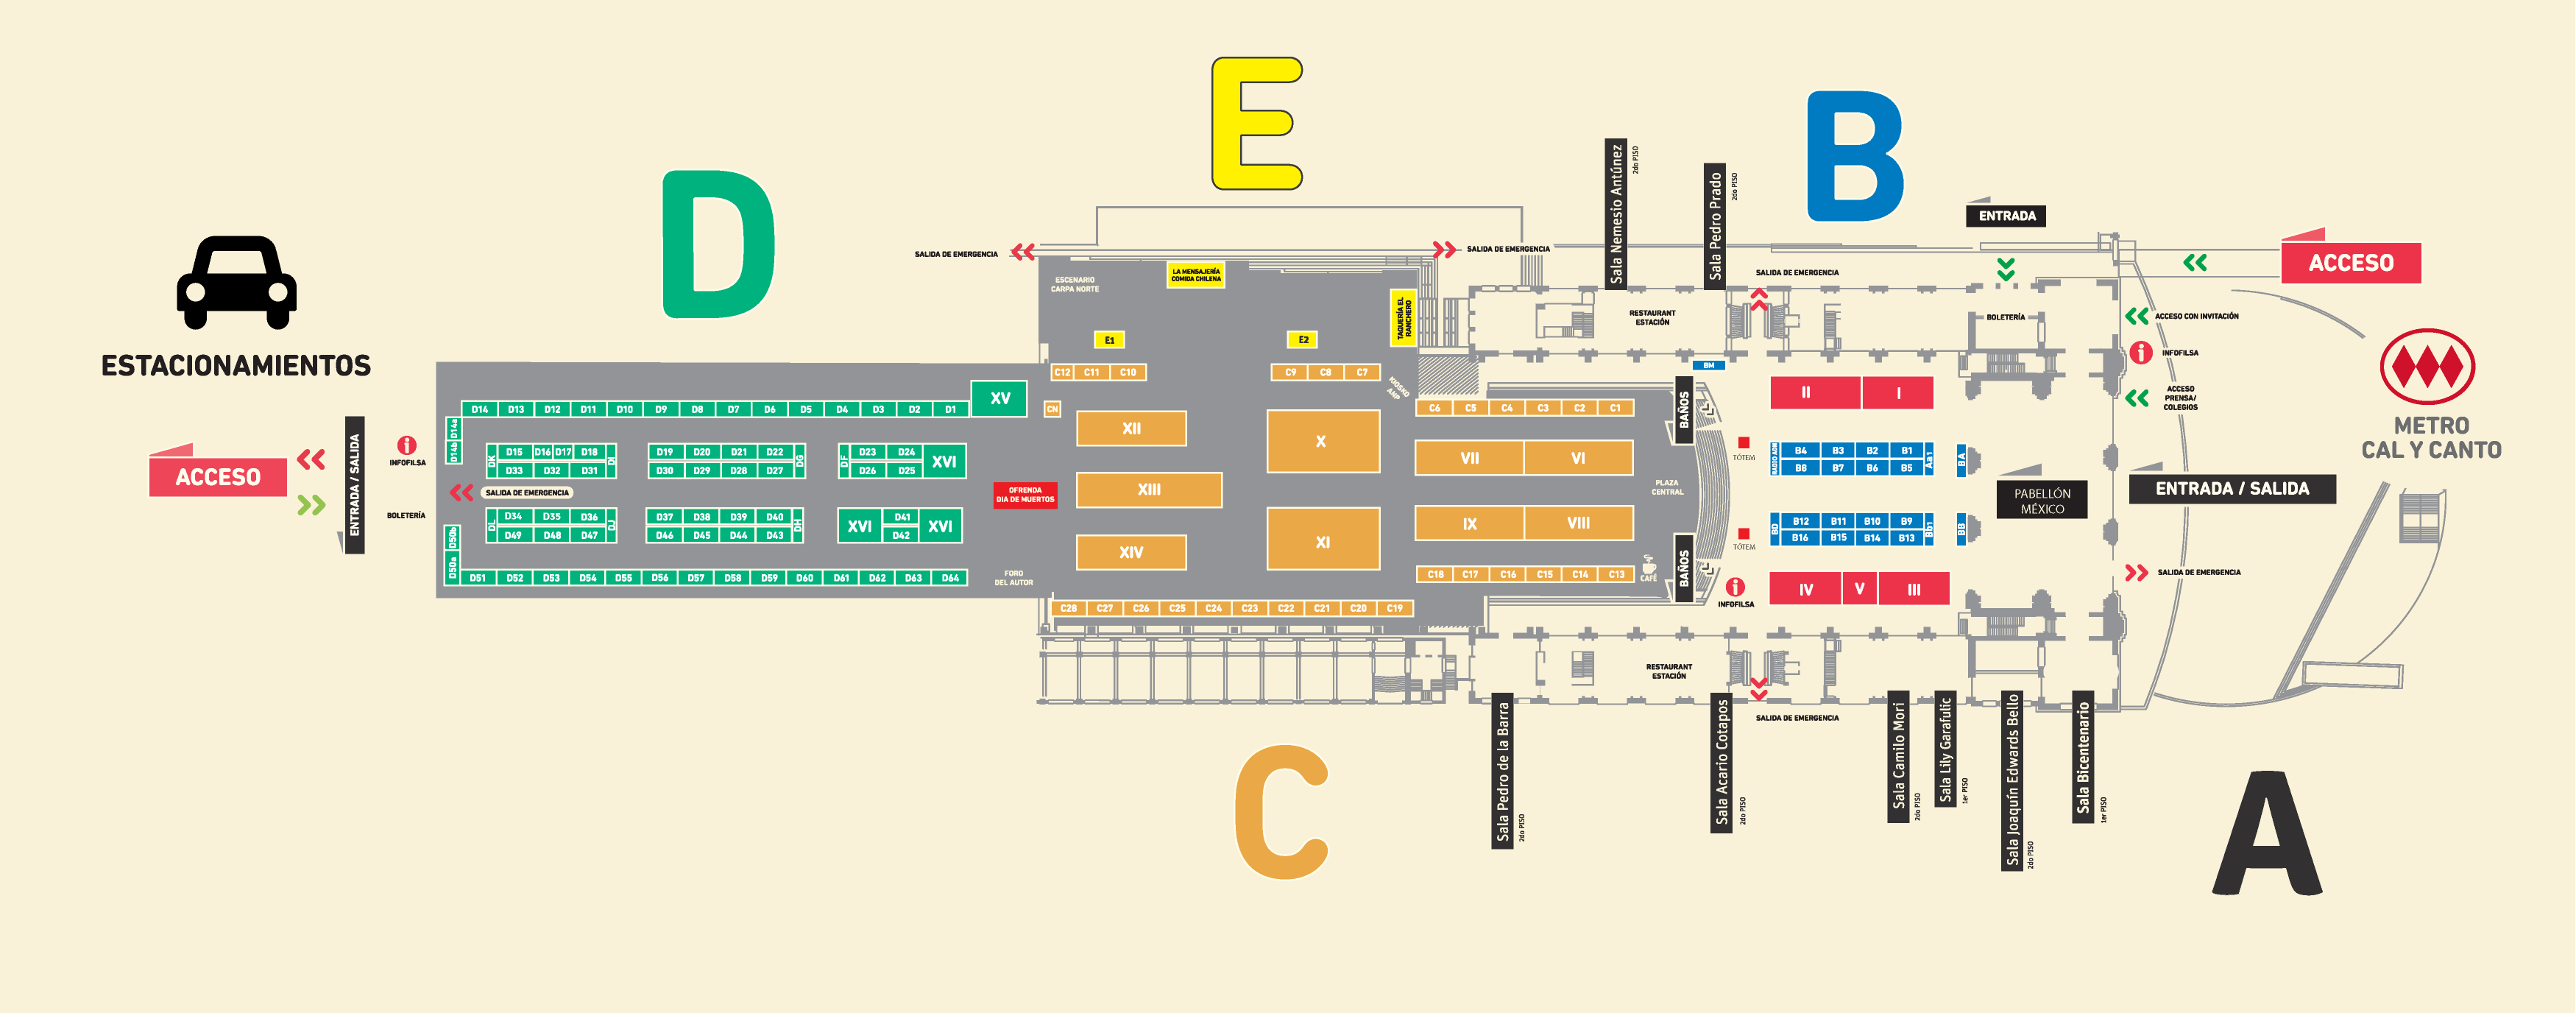 E
B
D
A
C
ESTACIONAMIENTOS
ACCESO
ENTRADA / SALIDA
INFOFILSA
BOLETERÍA
SALIDA DE EMERGENCIA
D14 D13 D12 D11 D10 D9 D8 D7 D6 D5 D4 D3 D2 D1
XV
D14a
D14b
DK
D15 D16 D17 D18
D33 D32 D31
DI
D19 D20 D21 D22
D30 D29 D28 D27
DG
DF
D23 D24
D26 D25
XVI
DL
D34 D35 D36
D49 D48 D47
DJ
D37 D38 D39 D40
D46 D45 D44 D43
DH
XVI
D41
D42
XVI
D50b
D50a
D51 D52 D53 D54 D55 D56 D57 D58 D59 D60 D61 D62 D63 D64
OFRENDA
DIA DE MUERTOS
FORO
DEL AUTOR
SALIDA DE EMERGENCIA
ESCENARIO
CARPA NORTE
LA MENSAJERÍA
COMIDA CHILENA
TAQUERÍA EL
RANCHERO
E1
E2
C12 C11 C10
C9 C8 C7
KIOSKO
ANP
CN
XII
XIII
XIV
X
XI
C6 C5 C4 C3 C2 C1
VII
VI
IX
VIII
PLAZA
CENTRAL
C18 C17 C16 C15 C14 C13
CAFÉ
C28 C27 C26 C25 C24 C23 C22 C21 C20 C19
BAÑOS
BAÑOS
SALIDA DE EMERGENCIA
Sala Nemesio Antúnez
2do PISO
Sala Pedro Prado
2do PISO
SALIDA DE EMERGENCIA
RESTAURANT
ESTACIÓN
BM
TÓTEM
TÓTEM
INFOFILSA
II
I
RADIO ADN
B4 B3 B2 B1
B8 B7 B6 B5
Aa1
BA
BD
B12 B11 B10 B9
B16 B15 B14 B13
Bb1
BB
IV
V
III
PABELLÓN
MÉXICO
ENTRADA
BOLETERÍA
ACCESO
ACCESO CON INVITACIÓN
INFOFILSA
ACCESO
PRENSA/
COLEGIOS
METRO
CAL Y CANTO
ENTRADA / SALIDA
SALIDA DE EMERGENCIA
RESTAURANT
ESTACIÓN
SALIDA DE EMERGENCIA
Sala Pedro de la Barra
2do PISO
Sala Acario Cotapos
2do PISO
Sala Camilo Mori
2do PISO
Sala Lily Garafulic
1er PISO
Sala Joaquín Edwards Bello
2do PISO
Sala Bicentenario
1er PISO